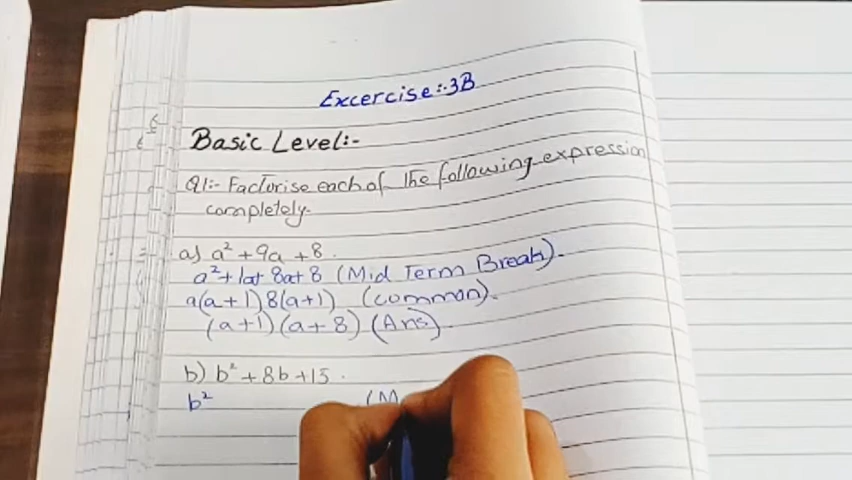 Excercise:-3B
Basic Level:-
Q1:- Factorise each of the following expression
completely.
a) a² + 9a + 8.
a² + 1a + 8a + 8 (Mid Term Break).
a(a + 1) 8(a + 1) (common).
(a + 1) (a + 8) (Ans).
b) b² + 8b + 15.
b² (M